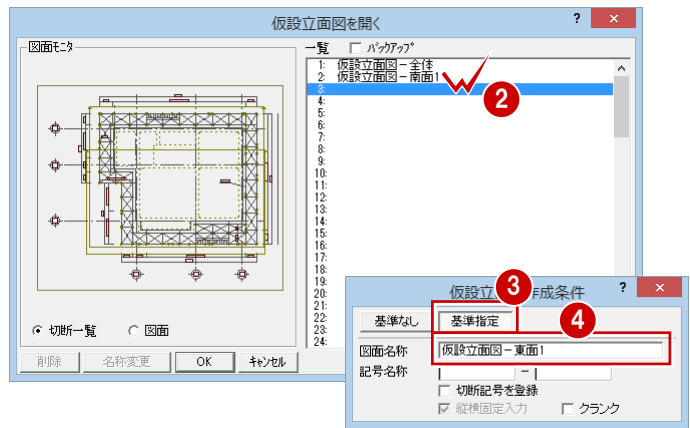 仮設立面図を開く ? ×
図面モニタ
一覧 バックアップ
1: 仮設立面図－全体
2: 仮設立面図－南面1
3:
4:
5:
6:
7:
8:
9:
10:
11:
12:
13:
14:
15:
16:
17:
18:
19:
20:
21:
22:
23:
24:
2
切断一覧 図面
削除 名称変更 OK キャンセル
仮設立 作成条件 ? ×
3
基準なし 基準指定
4
図面名称 仮設立面図－東面1
記号名称 －
切断記号を登録
縦横固定入力 クランク